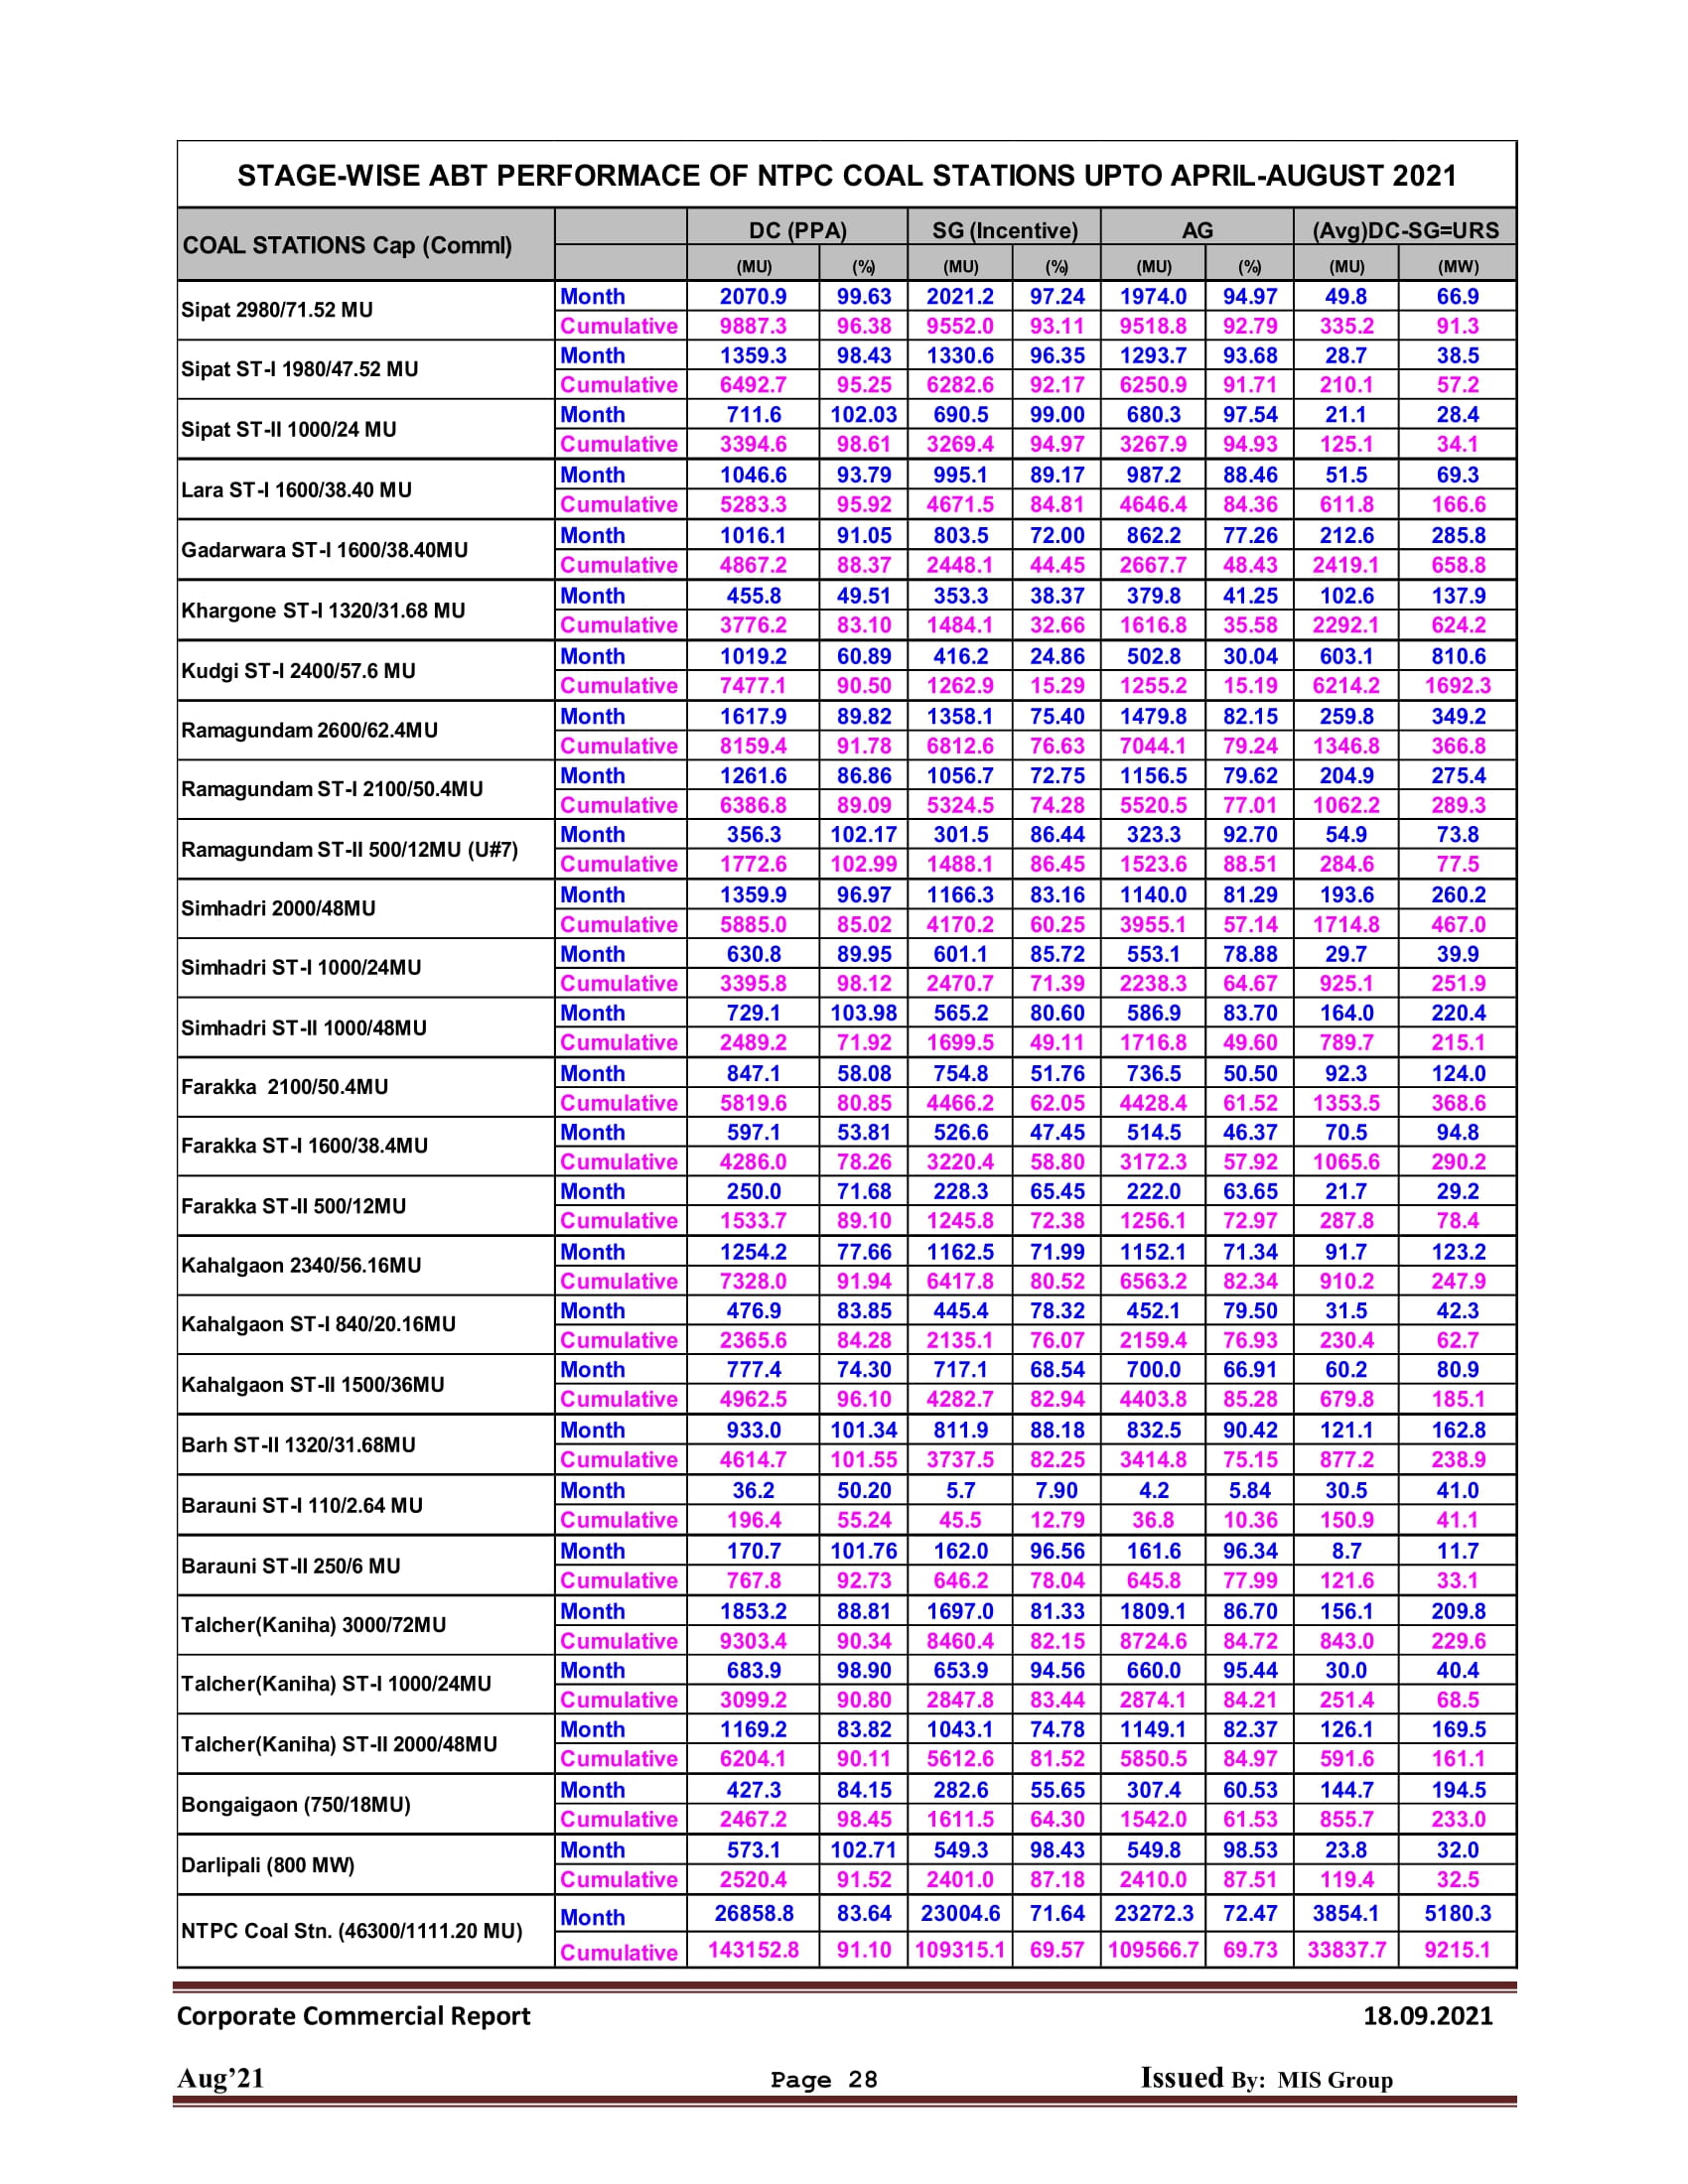 STAGE-WISE ABT PERFORMACE OF NTPC COAL STATIONS UPTO APRIL-AUGUST 2021
COAL STATIONS Cap (Comml) DC (PPA) SG (Incentive) AG (Avg)DC-SG=URS
(MU) (%) (MU) (%) (MU) (%) (MU) (MW)
Sipat 2980/71.52 MU
Month 2070.9 99.63 2021.2 97.24 1974.0 94.97 49.8 66.9
Cumulative 9887.3 96.38 9552.0 93.11 9518.8 92.79 335.2 91.3
Sipat ST-I 1980/47.52 MU
Month 1359.3 98.43 1330.6 96.35 1293.7 93.68 28.7 38.5
Cumulative 6492.7 95.25 6282.6 92.17 6250.9 91.71 210.1 57.2
Sipat ST-II 1000/24 MU
Month 711.6 102.03 690.5 99.00 680.3 97.54 21.1 28.4
Cumulative 3394.6 98.61 3269.4 94.97 3267.9 94.93 125.1 34.1
Lara ST-I 1600/38.40 MU
Month 1046.6 93.79 995.1 89.17 987.2 88.46 51.5 69.3
Cumulative 5283.3 95.92 4671.5 84.81 4646.4 84.36 611.8 166.6
Gadarwara ST-I 1600/38.40MU
Month 1016.1 91.05 803.5 72.00 862.2 77.26 212.6 285.8
Cumulative 4867.2 88.37 2448.1 44.45 2667.7 48.43 2419.1 658.8
Khargone ST-I 1320/31.68 MU
Month 455.8 49.51 353.3 38.37 379.8 41.25 102.6 137.9
Cumulative 3776.2 83.10 1484.1 32.66 1616.8 35.58 2292.1 624.2
Kudgi ST-I 2400/57.6 MU
Month 1019.2 60.89 416.2 24.86 502.8 30.04 603.1 810.6
Cumulative 7477.1 90.50 1262.9 15.29 1255.2 15.19 6214.2 1692.3
Ramagundam 2600/62.4MU
Month 1617.9 89.82 1358.1 75.40 1479.8 82.15 259.8 349.2
Cumulative 8159.4 91.78 6812.6 76.63 7044.1 79.24 1346.8 366.8
Ramagundam ST-I 2100/50.4MU
Month 1261.6 86.86 1056.7 72.75 1156.5 79.62 204.9 275.4
Cumulative 6386.8 89.09 5324.5 74.28 5520.5 77.01 1062.2 289.3
Ramagundam ST-II 500/12MU (U#7)
Month 356.3 102.17 301.5 86.44 323.3 92.70 54.9 73.8
Cumulative 1772.6 102.99 1488.1 86.45 1523.6 88.51 284.6 77.5
Simhadri 2000/48MU
Month 1359.9 96.97 1166.3 83.16 1140.0 81.29 193.6 260.2
Cumulative 5885.0 85.02 4170.2 60.25 3955.1 57.14 1714.8 467.0
Simhadri ST-I 1000/24MU
Month 630.8 89.95 601.1 85.72 553.1 78.88 29.7 39.9
Cumulative 3395.8 98.12 2470.7 71.39 2238.3 64.67 925.1 251.9
Simhadri ST-II 1000/48MU
Month 729.1 103.98 565.2 80.60 586.9 83.70 164.0 220.4
Cumulative 2489.2 71.92 1699.5 49.11 1716.8 49.60 789.7 215.1
Farakka 2100/50.4MU
Month 847.1 58.08 754.8 51.76 736.5 50.50 92.3 124.0
Cumulative 5819.6 80.85 4466.2 62.05 4428.4 61.52 1353.5 368.6
Farakka ST-I 1600/38.4MU
Month 597.1 53.81 526.6 47.45 514.5 46.37 70.5 94.8
Cumulative 4286.0 78.26 3220.4 58.80 3172.3 57.92 1065.6 290.2
Farakka ST-II 500/12MU
Month 250.0 71.68 228.3 65.45 222.0 63.65 21.7 29.2
Cumulative 1533.7 89.10 1245.8 72.38 1256.1 72.97 287.8 78.4
Kahalgaon 2340/56.16MU
Month 1254.2 77.66 1162.5 71.99 1152.1 71.34 91.7 123.2
Cumulative 7328.0 91.94 6417.8 80.52 6563.2 82.34 910.2 247.9
Kahalgaon ST-I 840/20.16MU
Month 476.9 83.85 445.4 78.32 452.1 79.50 31.5 42.3
Cumulative 2365.6 84.28 2135.1 76.07 2159.4 76.93 230.4 62.7
Kahalgaon ST-II 1500/36MU
Month 777.4 74.30 717.1 68.54 700.0 66.91 60.2 80.9
Cumulative 4962.5 96.10 4282.7 82.94 4403.8 85.28 679.8 185.1
Barh ST-II 1320/31.68MU
Month 933.0 101.34 811.9 88.18 832.5 90.42 121.1 162.8
Cumulative 4614.7 101.55 3737.5 82.25 3414.8 75.15 877.2 238.9
Barauni ST-I 110/2.64 MU
Month 36.2 50.20 5.7 7.90 4.2 5.84 30.5 41.0
Cumulative 196.4 55.24 45.5 12.79 36.8 10.36 150.9 41.1
Barauni ST-II 250/6 MU
Month 170.7 101.76 162.0 96.56 161.6 96.34 8.7 11.7
Cumulative 767.8 92.73 646.2 78.04 645.8 77.99 121.6 33.1
Talcher(Kaniha) 3000/72MU
Month 1853.2 88.81 1697.0 81.33 1809.1 86.70 156.1 209.8
Cumulative 9303.4 90.34 8460.4 82.15 8724.6 84.72 843.0 229.6
Talcher(Kaniha) ST-I 1000/24MU
Month 683.9 98.90 653.9 94.56 660.0 95.44 30.0 40.4
Cumulative 3099.2 90.80 2847.8 83.44 2874.1 84.21 251.4 68.5
Talcher(Kaniha) ST-II 2000/48MU
Month 1169.2 83.82 1043.1 74.78 1149.1 82.37 126.1 169.5
Cumulative 6204.1 90.11 5612.6 81.52 5850.5 84.97 591.6 161.1
Bongaigaon (750/18MU)
Month 427.3 84.15 282.6 55.65 307.4 60.53 144.7 194.5
Cumulative 2467.2 98.45 1611.5 64.30 1542.0 61.53 855.7 233.0
Darlipali (800 MW)
Month 573.1 102.71 549.3 98.43 549.8 98.53 23.8 32.0
Cumulative 2520.4 91.52 2401.0 87.18 2410.0 87.51 119.4 32.5
NTPC Coal Stn. (46300/1111.20 MU)
Month 26858.8 83.64 23004.6 71.64 23272.3 72.47 3854.1 5180.3
Cumulative 143152.8 91.10 109315.1 69.57 109566.7 69.73 33837.7 9215.1
Corporate Commercial Report 18.09.2021
Aug’21 Page 28 Issued By: MIS Group